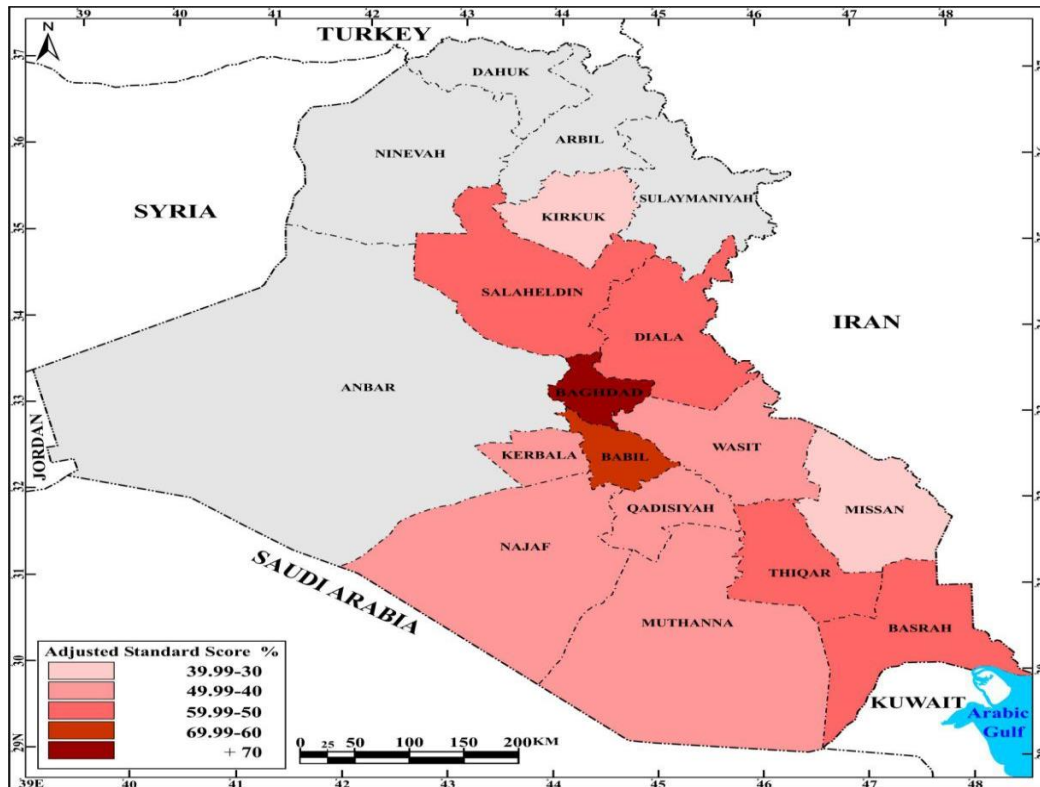 39
40
41
42
43
44
45
46
47
48
N
TURKEY
37
DAHUK
36
ARBIL
NINEVAH
SULAYMANIYAH
SYRIA
KIRKUK
35
SALAHELDIN
34
IRAN
DIALA
ANBAR
BAGHDAD
33
JORDAN
WASIT
KERBALA
BABIL
32
QADISIYAH
MISSAN
NAJAF
31
THIQAR
SAUDI ARABIA
MUTHANNA
BASRAH
30
KUWAIT
Arabic
Gulf
29N
Adjusted Standard Score %
39.99-30
49.99-40
59.99-50
69.99-60
+ 70
0 25 50 100 150 200KM
39E
40
41
42
43
44
45
46
47
48